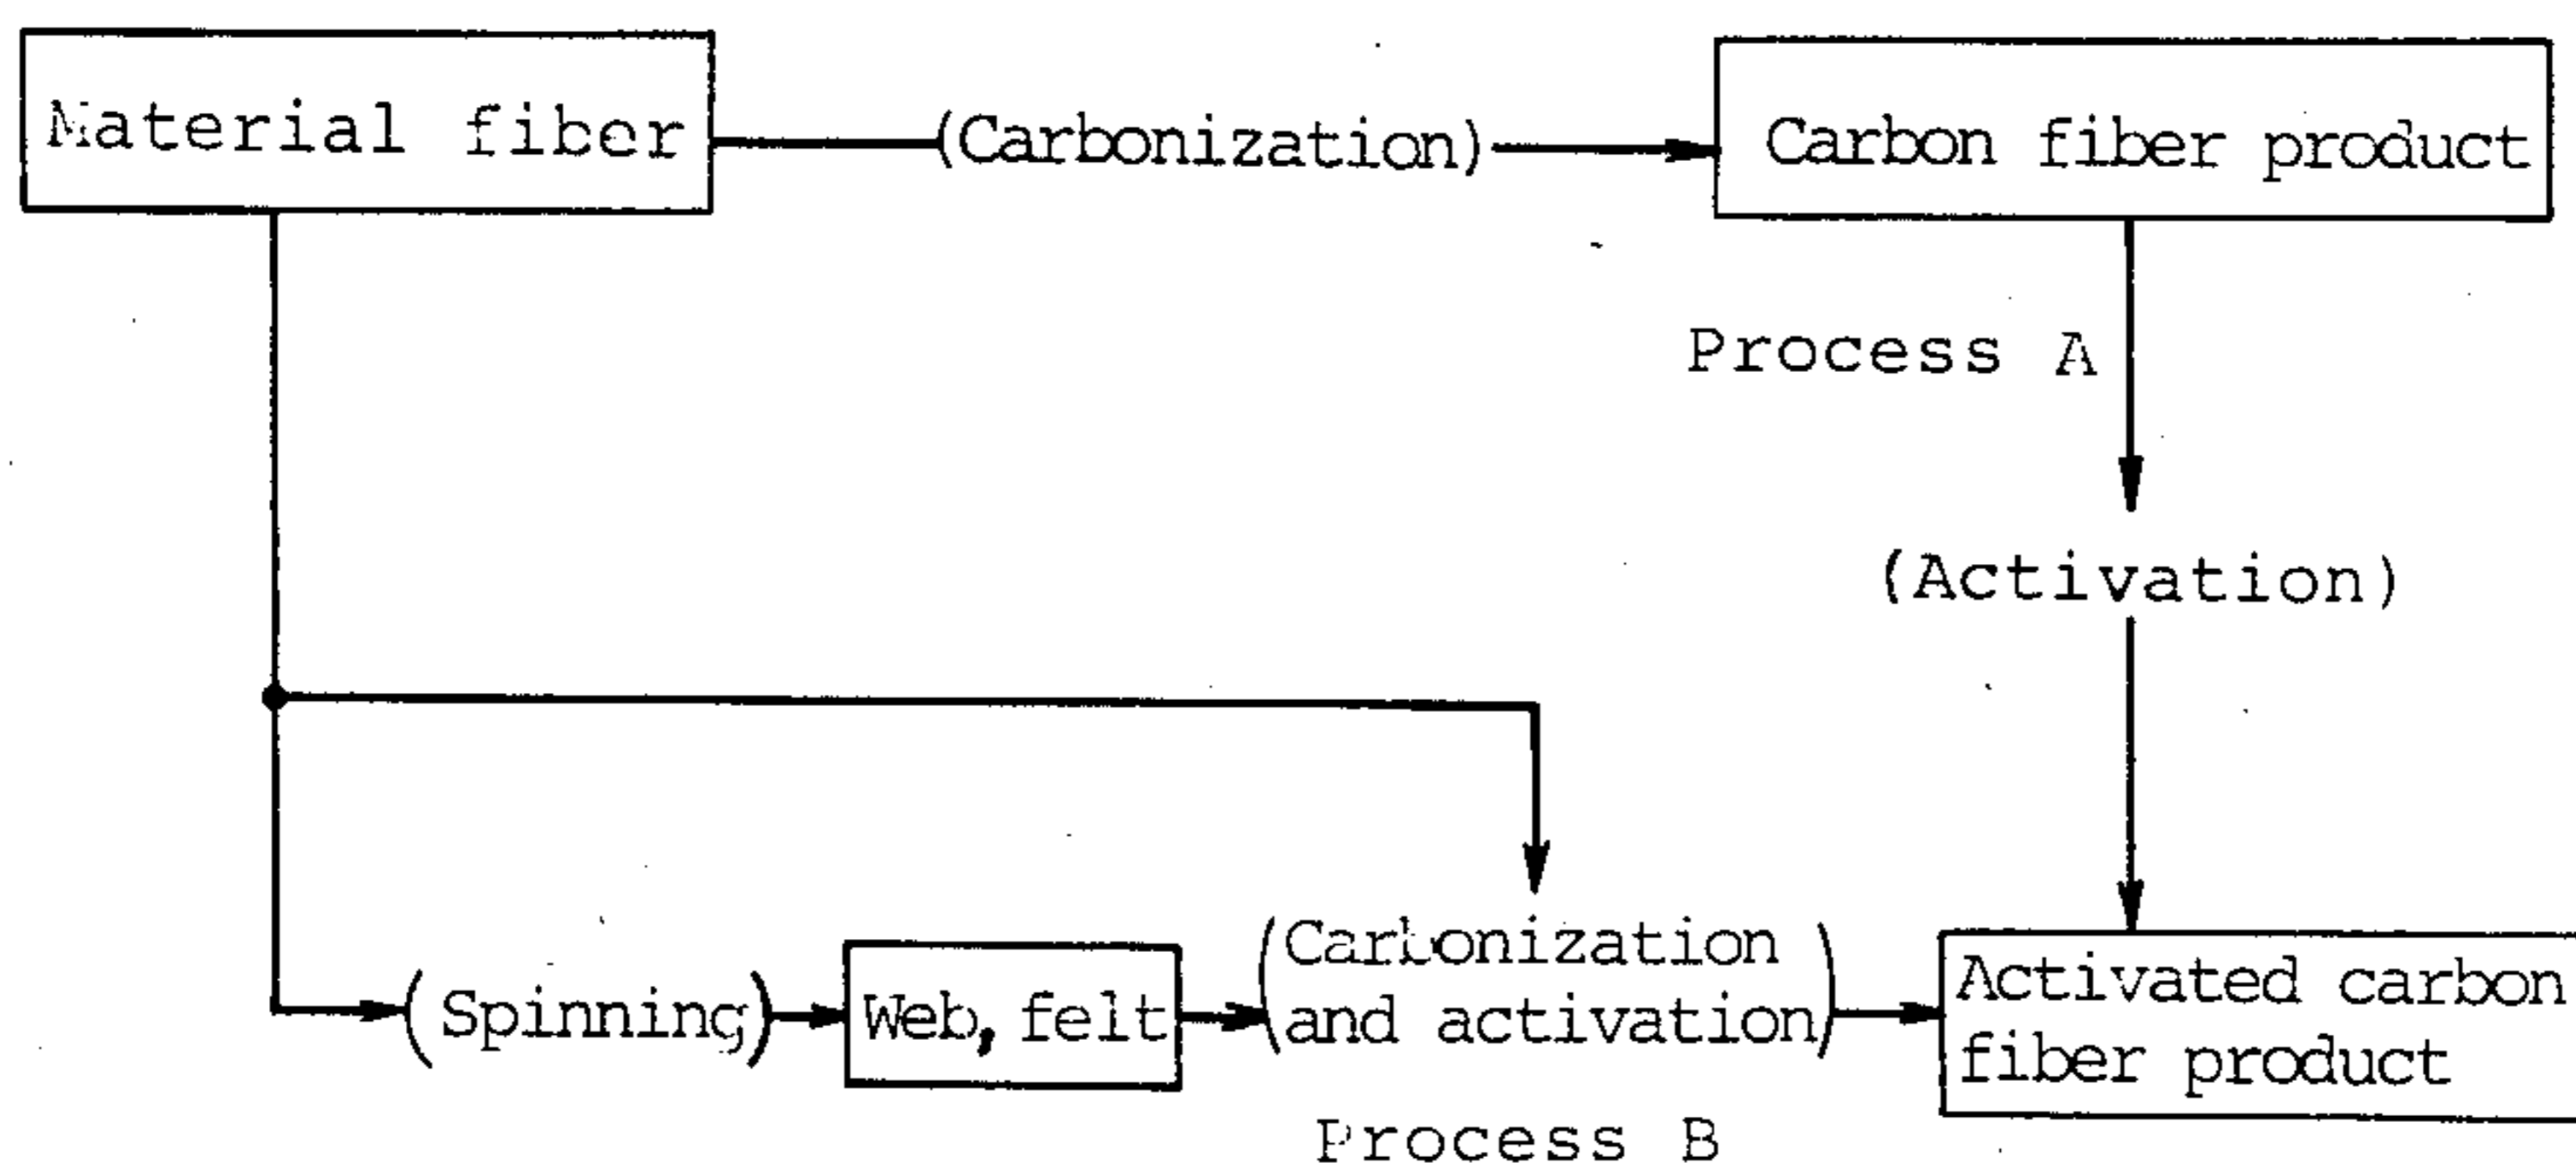 Material fiber
(Carbonization)
Carbon fiber product
Process A
(Activation)
(Spinning)
Web, felt
(Carbonization
and activation)
Activated carbon
fiber product
Process B